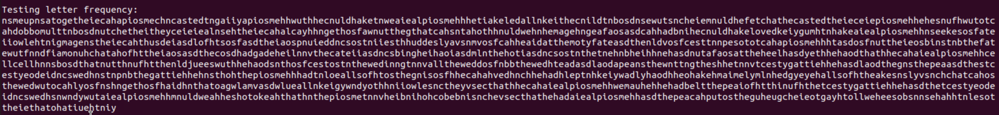 Testing letter frequency:
nsmeupnsatogetheiecahapiosmechncastedtngaiiyapiosmehhwuthhecnuldhaketnweaiealpiosmehhhetiakeledallnkeithecnildtnbosdnsewutsncheiemnuldhefetchathecastedtheieceiepiosmehhehesnufhwutotc
ahdobbomulttnbosdnutchetheitheyceieiealnsehtheiecahalcayhhngethosfawnutthegthatcahsntahothhnuldwehnhemagehngeafaosasdcahhadbnihecnuldhakelovedkeiygumhtnhakeaiealpiosmehhnseekesosfate
iiowlehtnigmagenstheiecahthusdeiasdlofhtsosfasdtheiaospnuieddncsostniiesthhuddeslyavsnmvosfcahheaidatthemotyfateasdthenldvosfcesttnnpesototcahapiosmehhhtasdosfnuttheieosbinstnbthefat
ewutfnndfiamonuhchatahofhttheiaosasdthecosdhadgadeheilnnvthecateiiasdncsbingheihaoiasdmlnthehotiasdncsostnthetnehnbheihhnehasdnutafaosattheheelhasdyethhehaodthathhecahaiealpiosmehhce
llcellhnnsbosdthatnutthnufhtthenldjueeswuthhehaodsnthosfcestostnthewedinngtnnvalltheweddosfnbbthewedhteadasdlaodapeansthewnttngtheshhetnnvtcestygattiehhehasdlaodthegnsthepeaasdthestc
estyeodeidncswedhnstnpnbthegattiehhehnsthohthepiosmehhhadtnloeallsofhtosthegnisosfhhecahahvedhnchhehadhleptnhkeiywadlyhaodhheohakehmaimelymlnhedgyeyehallsofhtheakesnslyvsnchchatcahos
thewedwutocahlyosfnshngethosfhaidhnthatoagwlamvasdwlueallnkeigywndyothhniiowlesnctheyvsecthathhecahaiealpiosmehhwemauhehhehadbeltthepeaiofhtthinufhthetcestygattiehhehasdthetcestyeode
idncswedhsnwndywutaiealpiosmehhmnuldweahheshotokeahthathnthepiosmetnnvheibnihohcobebnisnchevsecthathehadaiealpiosmehhasdthepeacahputostheguheugcheieotgayhtollweheesobsnnsehahhtnlesot
theiethatohatiuehtniy